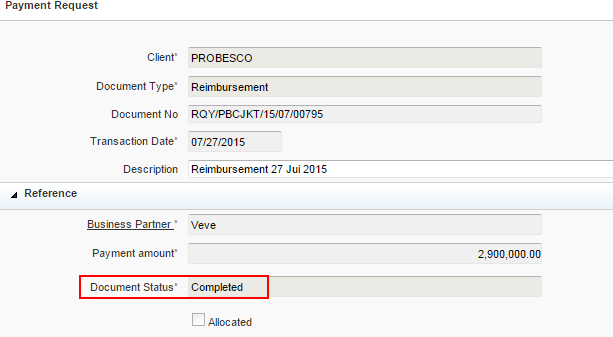 Payment Request
Client* PROBESCO
Document Type* Reimbursement
Document No RQY/PBCJKT/15/07/00795
Transaction Date* 07/27/2015
Description Reimbursement 27 Jui 2015
Reference
Business Partner * Veve
Payment amount* 2,900,000.00
Document Status* Completed
Allocated